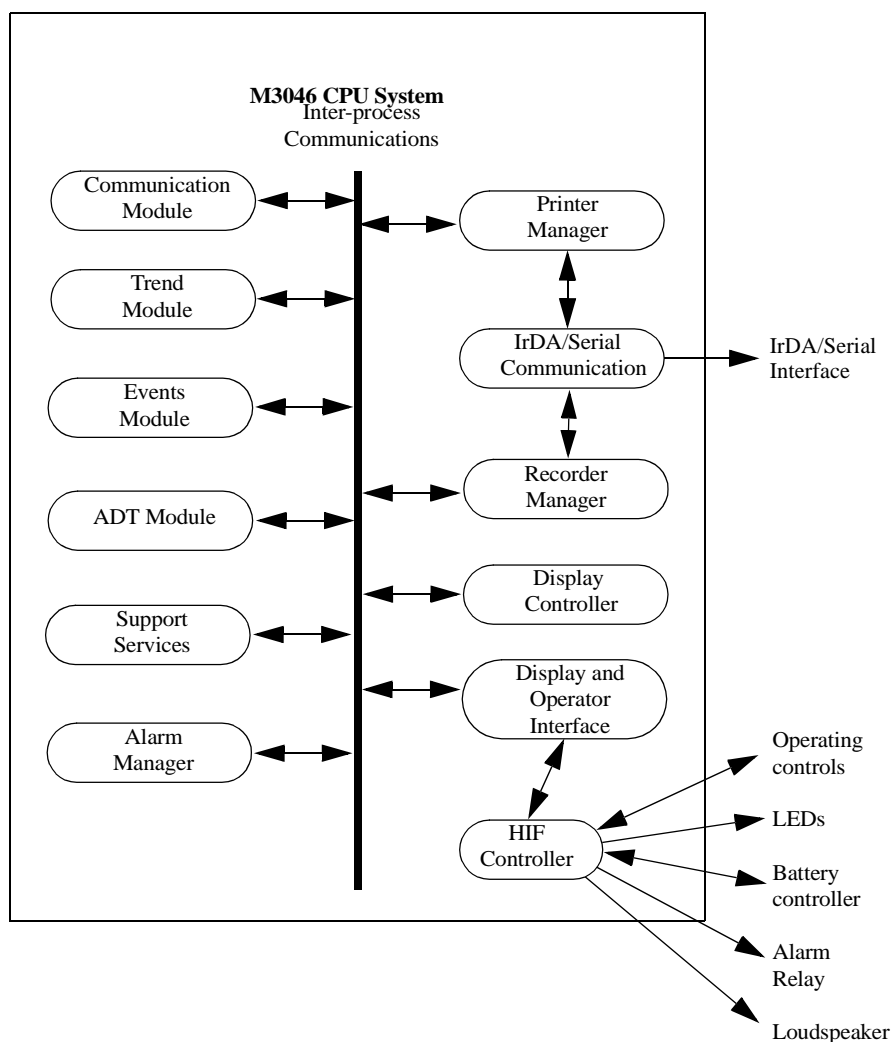 M3046 CPU System
Inter-process
Communications
Communication
Module
Printer
Manager
Trend
Module
IrDA/Serial
Communication
IrDA/Serial
Interface
Events
Module
Recorder
Manager
ADT Module
Display
Controller
Support
Services
Display and
Operator
Interface
Alarm
Manager
HIF
Controller
Operating
controls
LEDs
Battery
controller
Alarm
Relay
Loudspeaker